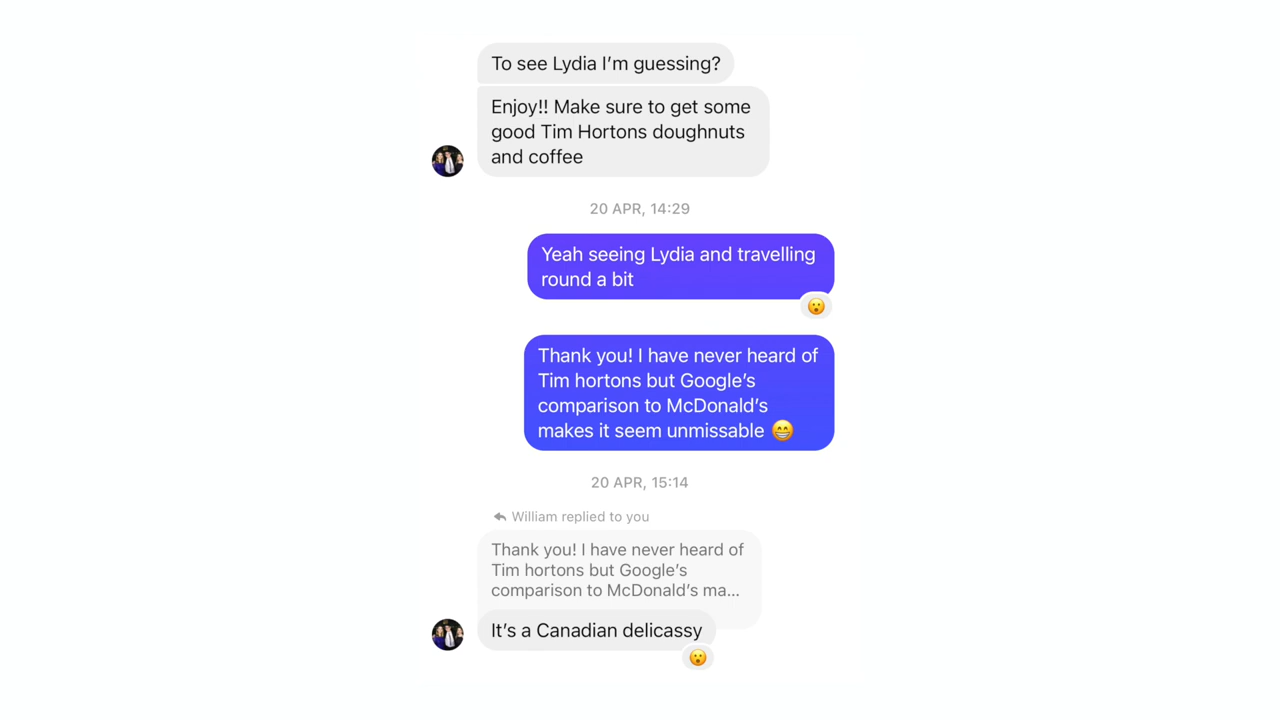 To see Lydia I’m guessing?
Enjoy!! Make sure to get some
good Tim Hortons doughnuts
and coffee
20 APR, 14:29
Yeah seeing Lydia and travelling
round a bit
Thank you! I have never heard of
Tim hortons but Google’s
comparison to McDonald’s
makes it seem unmissable 😁
20 APR, 15:14
William replied to you
Thank you! I have never heard of
Tim hortons but Google’s
comparison to McDonald’s ma...
It’s a Canadian delicassy